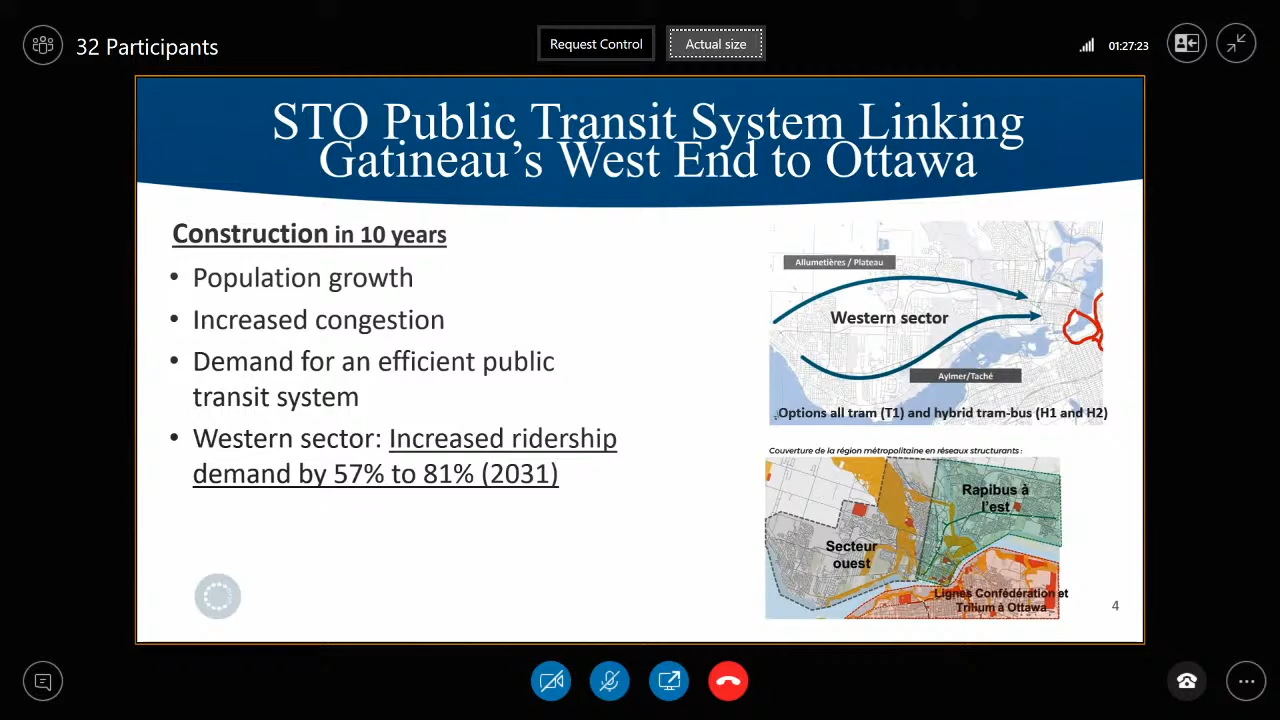 32 Participants
Request Control
Actual size
01:27:23
STO Public Transit System Linking
Gatineau's West End to Ottawa
Construction in 10 years
• Population growth
• Increased congestion
• Demand for an efficient public
transit system
• Western sector: Increased ridership
demand by 57% to 81% (2031)
Allumetières / Plateau
Western sector
Aylmer/Taché
Options all tram (T1) and hybrid tram-bus (H1 and H2)
Couverture de la région métropolitaine en réseaux structurants :
Rapibus à
l'est
Secteur
ouest
Lignes Confédération et
Trilium à Ottawa
4